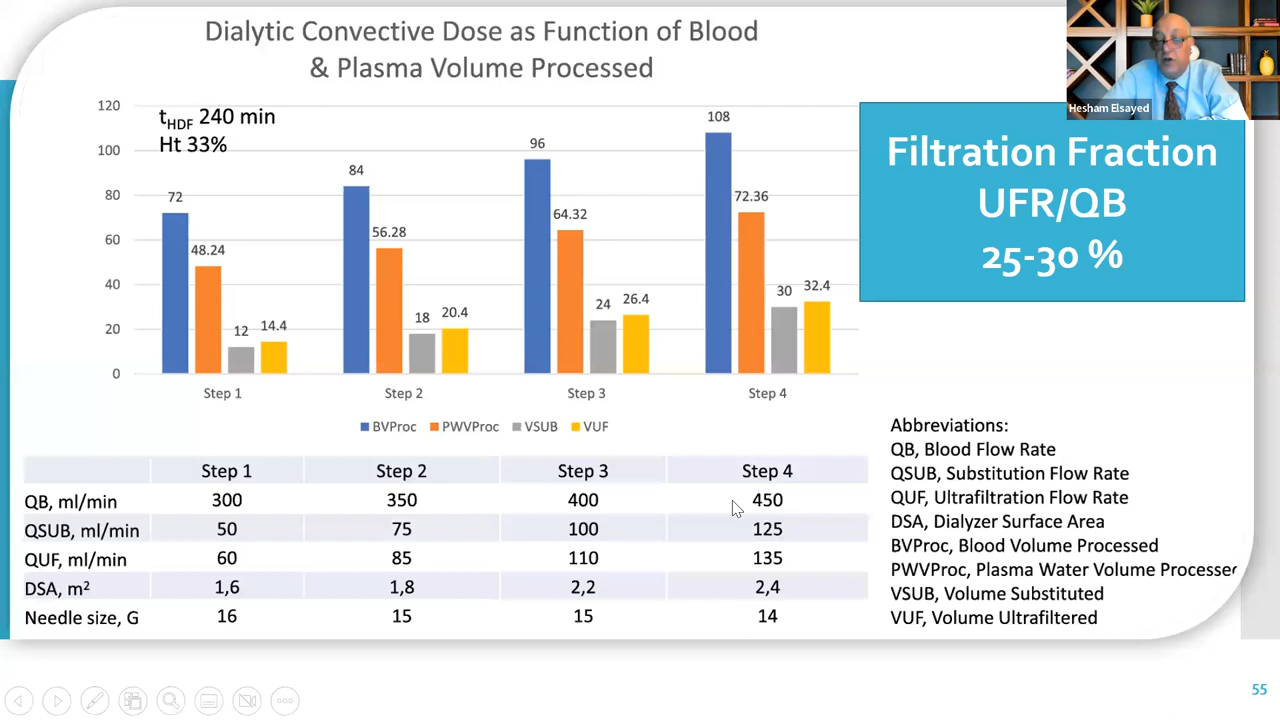 Dialytic Convective Dose as Function of Blood
& Plasma Volume Processed
Hesham Elsayed
tHDF 240 min
Ht 33%
120
100
80
60
40
20
0
72
48.24
12
14.4
84
56.28
18
20.4
96
64.32
24
26.4
108
72.36
30
32.4
Step 1 Step 2 Step 3 Step 4
BVProc PWVProc VSUB VUF
Filtration Fraction
UFR/QB
25-30 %
Step 1 Step 2 Step 3 Step 4
QB, ml/min 300 350 400 450
QSUB, ml/min 50 75 100 125
QUF, ml/min 60 85 110 135
DSA, m² 1,6 1,8 2,2 2,4
Needle size, G 16 15 15 14
Abbreviations:
QB, Blood Flow Rate
QSUB, Substitution Flow Rate
QUF, Ultrafiltration Flow Rate
DSA, Dialyzer Surface Area
BVProc, Blood Volume Processed
PWVProc, Plasma Water Volume Processed
VSUB, Volume Substituted
VUF, Volume Ultrafiltered
55